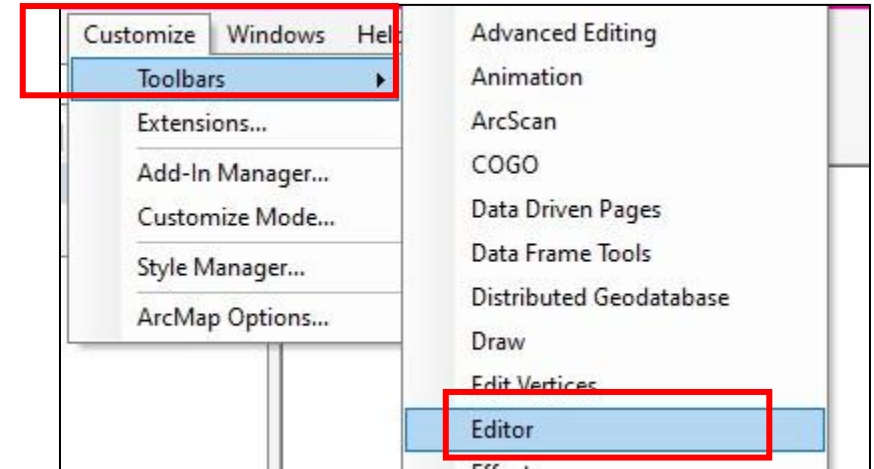 Customize Windows Help
Toolbars
Extensions...
Add-In Manager...
Customize Mode...
Style Manager...
ArcMap Options...
Advanced Editing
Animation
ArcScan
COGO
Data Driven Pages
Data Frame Tools
Distributed Geodatabase
Draw
Edit Vertices
Editor